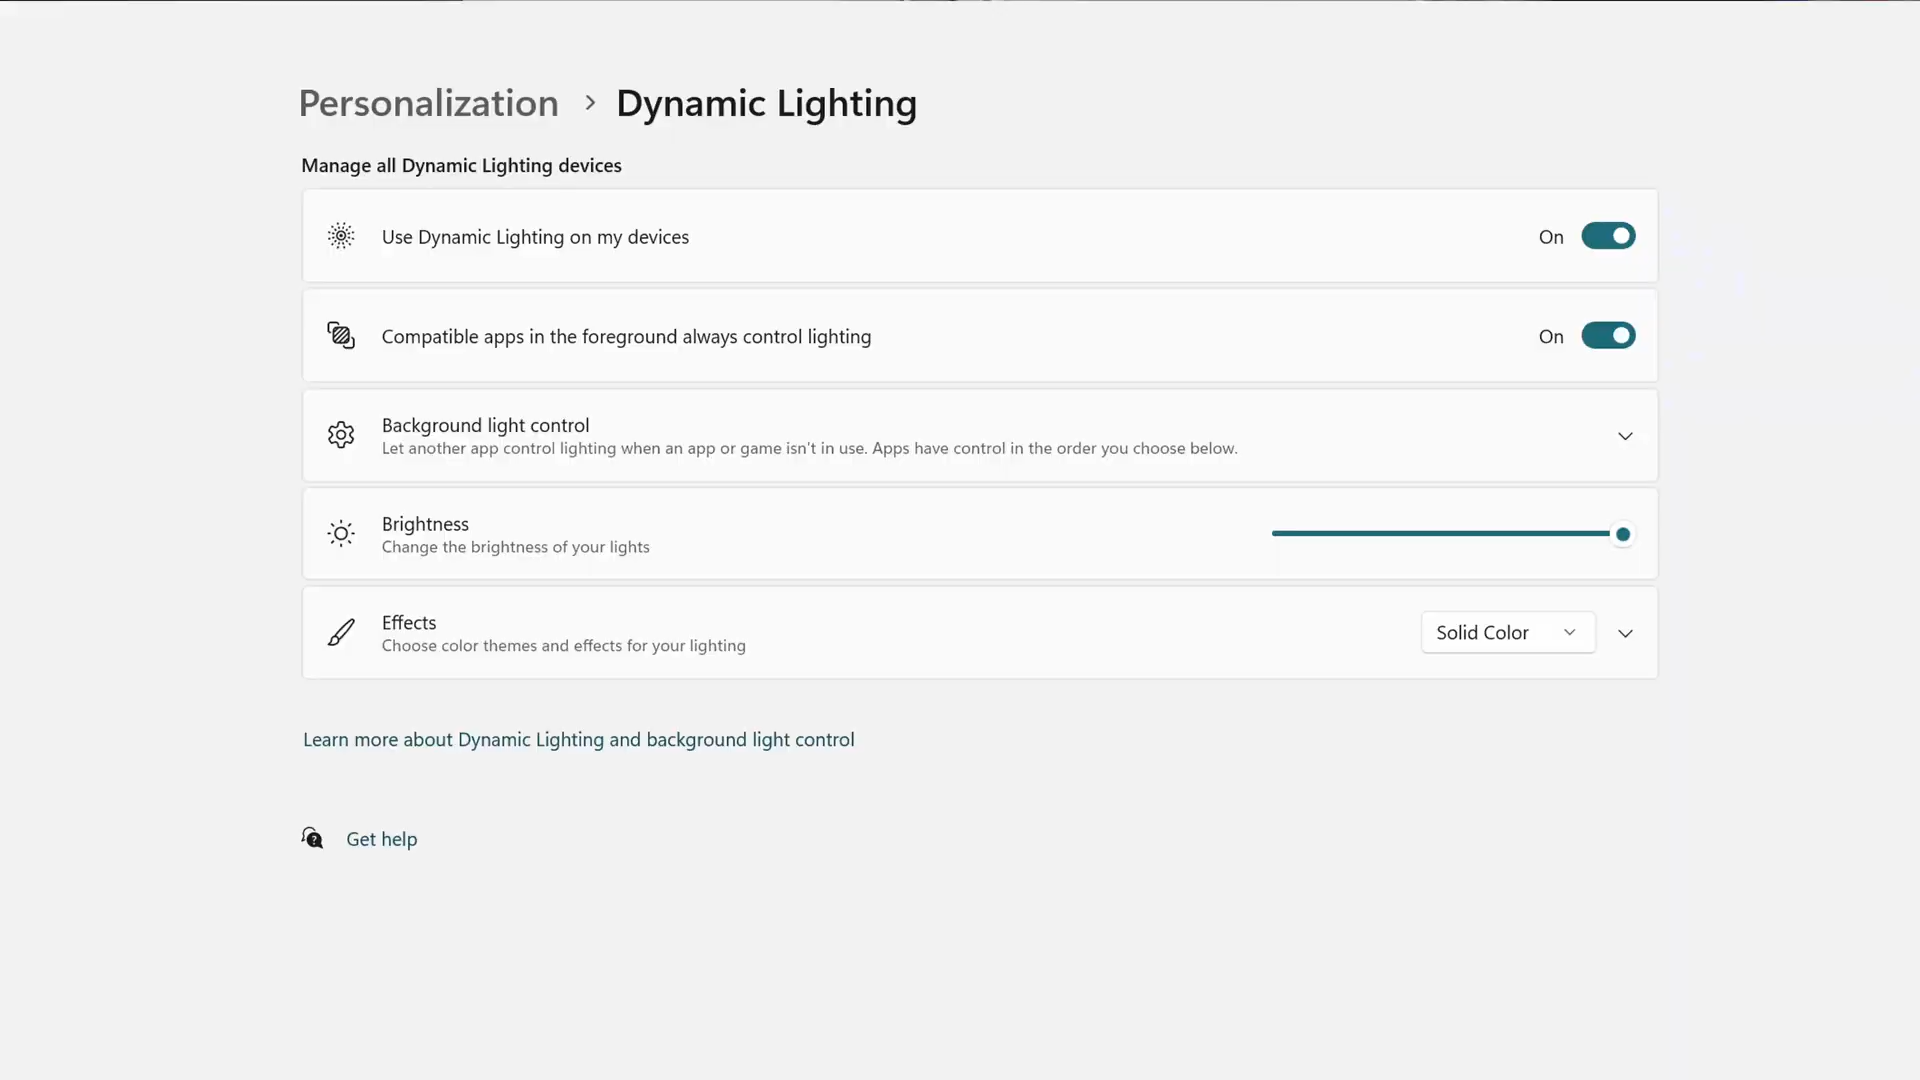 Personalization > Dynamic Lighting
Manage all Dynamic Lighting devices
Use Dynamic Lighting on my devices
On
Compatible apps in the foreground always control lighting
On
Background light control
Let another app control lighting when an app or game isn't in use. Apps have control in the order you choose below.
Brightness
Change the brightness of your lights
Effects
Choose color themes and effects for your lighting
Solid Color
Learn more about Dynamic Lighting and background light control
Get help